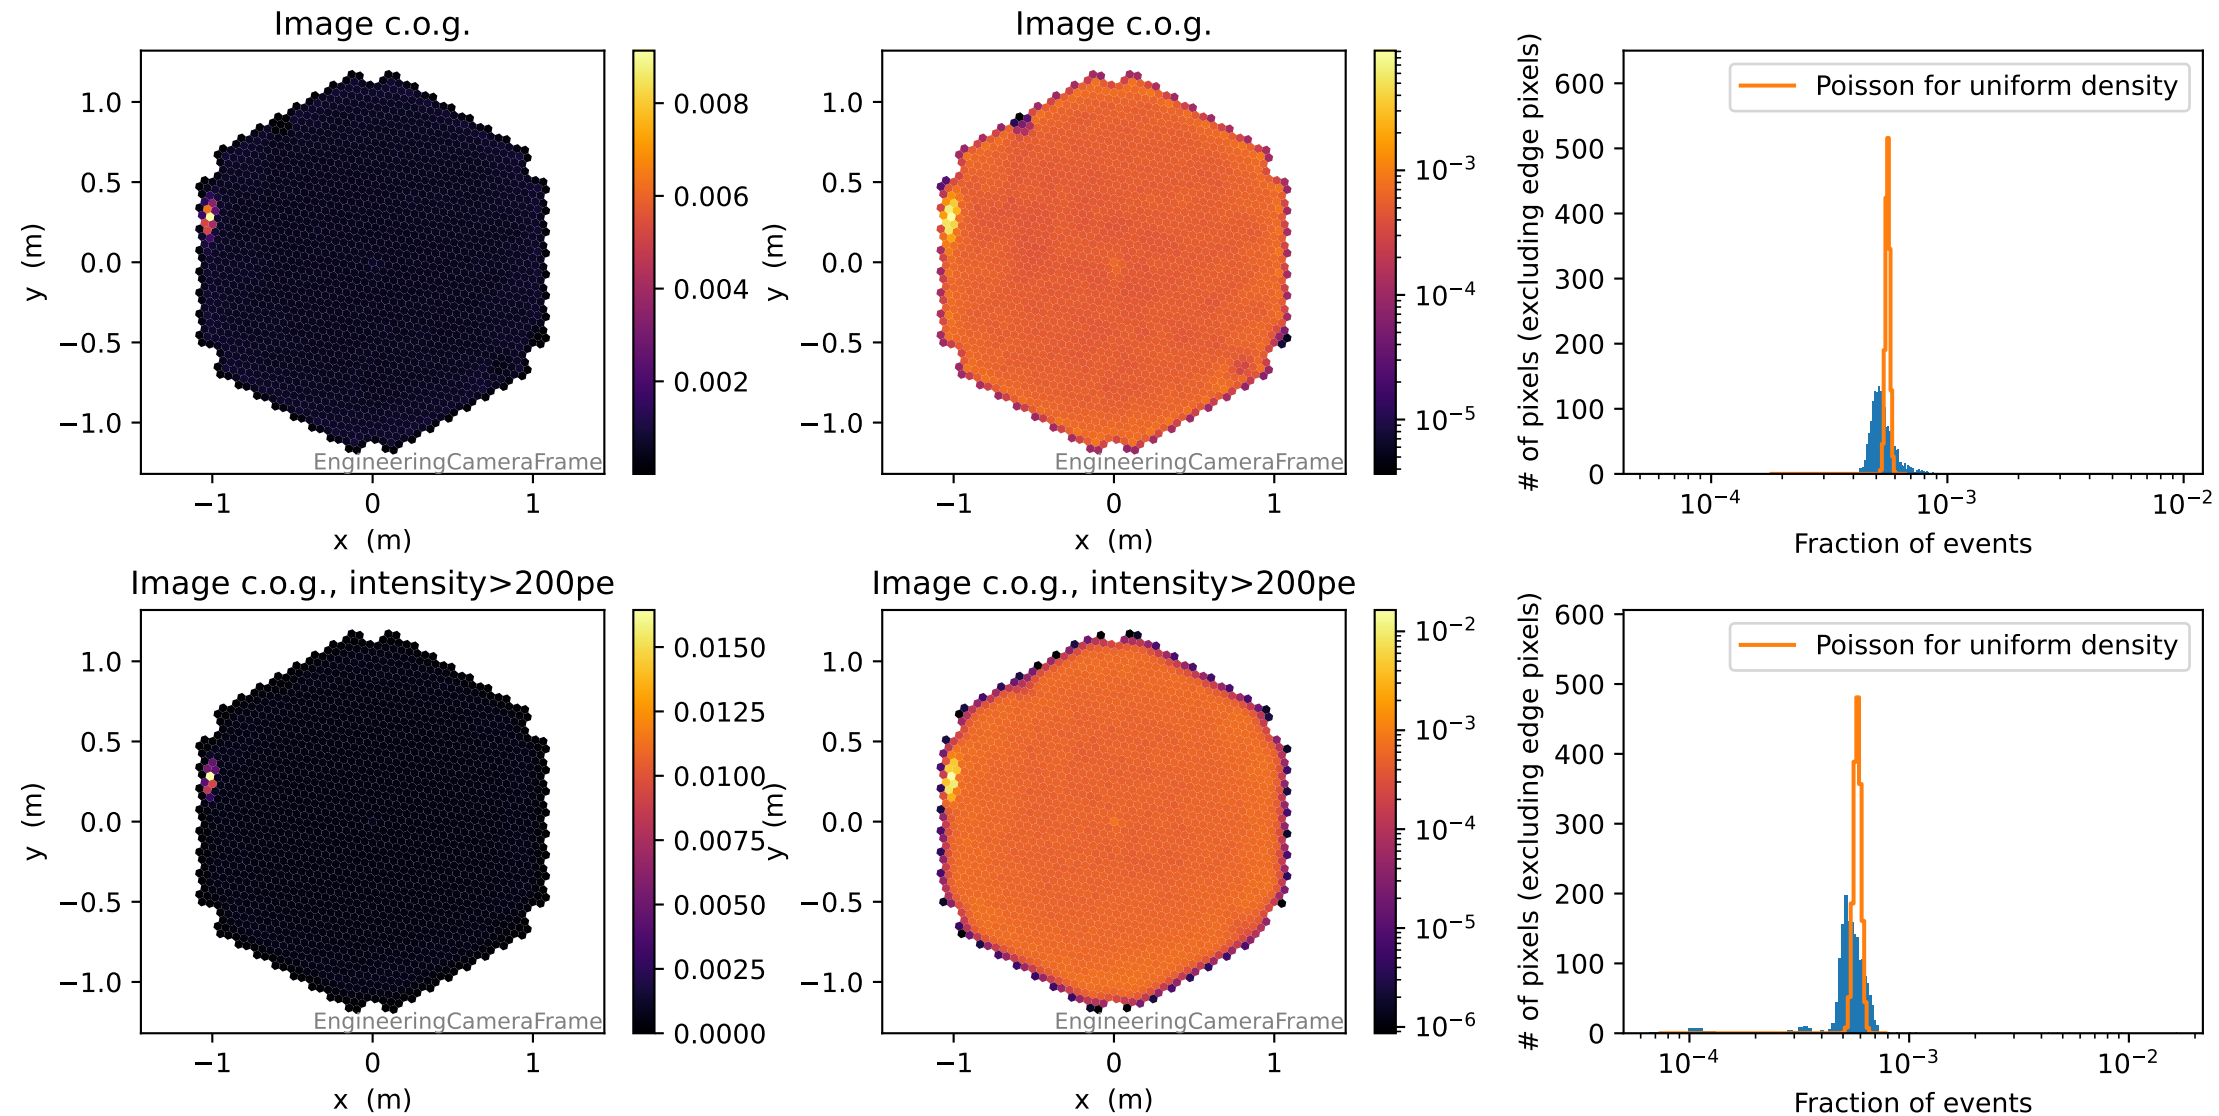 Image c.o.g.
y (m)
1.0
0.5
0.0
−0.5
−1.0
−1 0 1
x (m)
EngineeringCameraFrame
0.008
0.006
0.004
0.002
Image c.o.g.
y (m)
1.0
0.5
0.0
−0.5
−1.0
−1 0 1
x (m)
EngineeringCameraFrame
10⁻³
10⁻⁴
10⁻⁵
# of pixels (excluding edge pixels)
600
500
400
300
200
100
0
Poisson for uniform density
10⁻⁴ 10⁻³ 10⁻²
Fraction of events
Image c.o.g., intensity>200pe
y (m)
1.0
0.5
0.0
−0.5
−1.0
−1 0 1
x (m)
EngineeringCameraFrame
0.0150
0.0125
0.0100
0.0075
0.0050
0.0025
0.0000
Image c.o.g., intensity>200pe
y (m)
1.0
0.5
0.0
−0.5
−1.0
−1 0 1
x (m)
EngineeringCameraFrame
10⁻²
10⁻³
10⁻⁴
10⁻⁵
10⁻⁶
# of pixels (excluding edge pixels)
600
500
400
300
200
100
0
Poisson for uniform density
10⁻⁴ 10⁻³ 10⁻²
Fraction of events